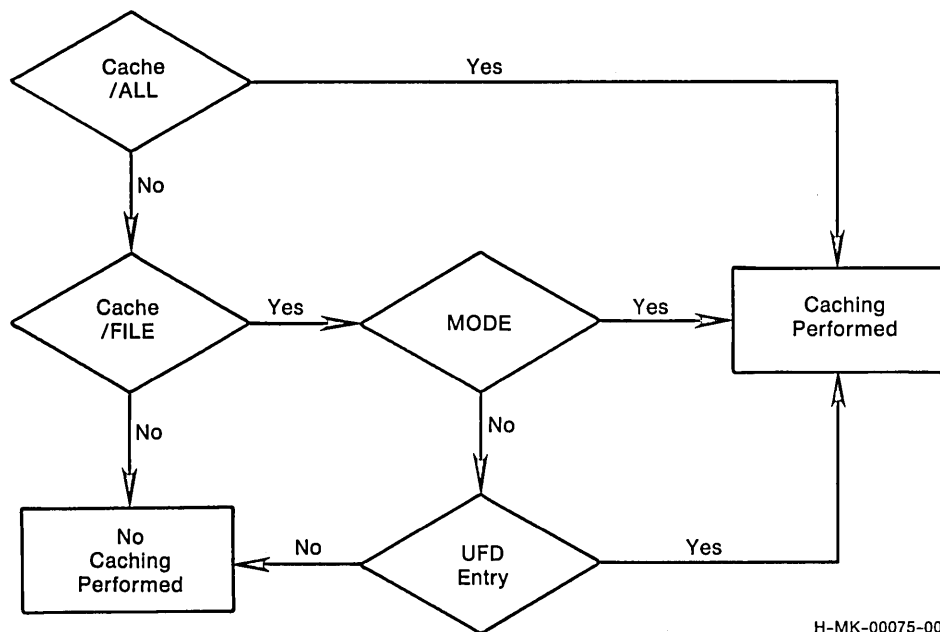 Cache
/ALL
Yes
No
Cache
/FILE
Yes
MODE
Yes
Caching
Performed
No
No
No
Caching
Performed
No
UFD
Entry
Yes
H-MK-00075-00